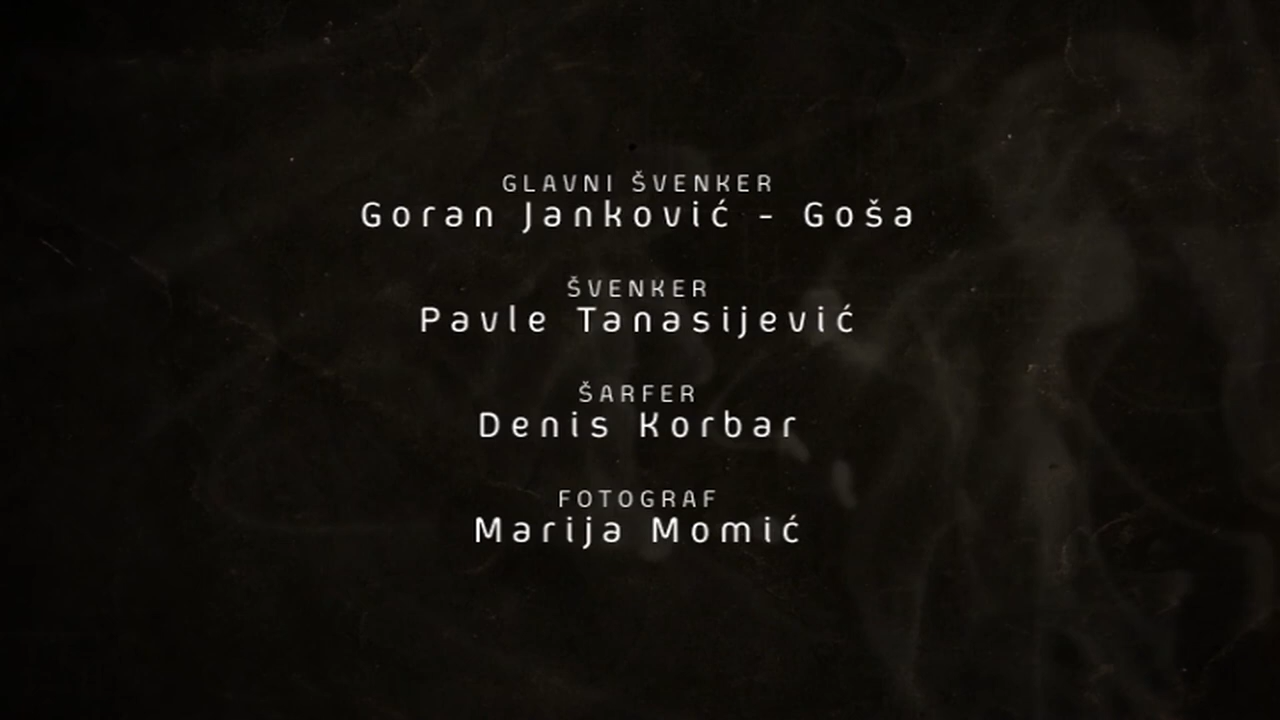 GLAVNI ŠVENKER
Goran Janković - Goša
ŠVENKER
Pavle Tanasijević
ŠARFER
Denis Korbar
FOTOGRAF
Marija Momić